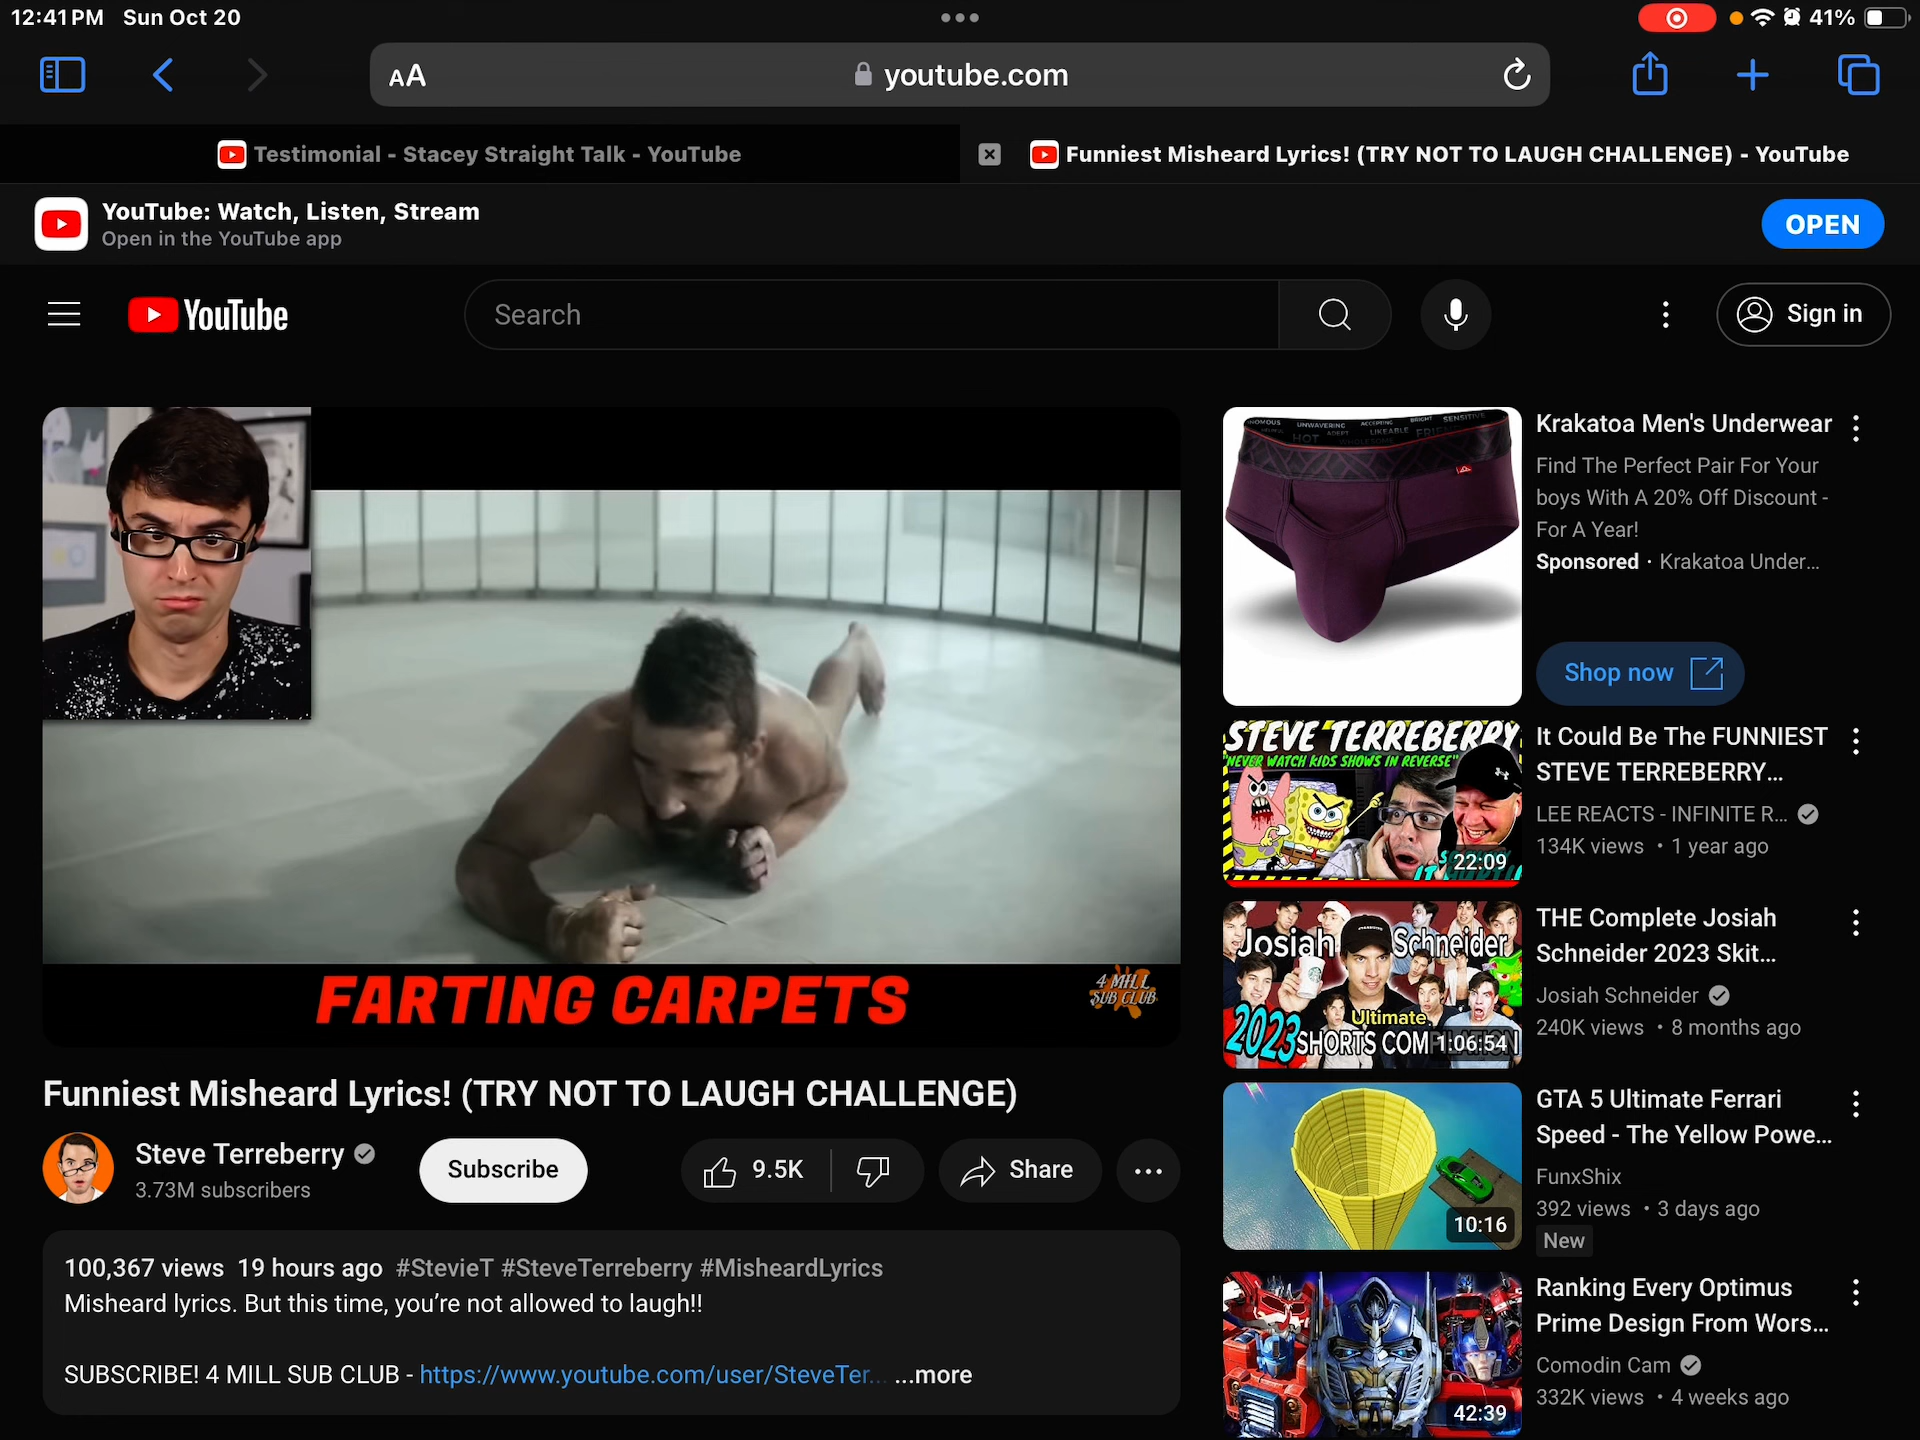 12:41 PM Sun Oct 20
41%
AA
youtube.com
Testimonial - Stacey Straight Talk - YouTube
Funniest Misheard Lyrics! (TRY NOT TO LAUGH CHALLENGE) - YouTube
YouTube: Watch, Listen, Stream
Open in the YouTube app
OPEN
YouTube
Search
Sign in
FARTING CARPETS
4 MILL
SUB CLUB
Funniest Misheard Lyrics! (TRY NOT TO LAUGH CHALLENGE)
Steve Terreberry
3.73M subscribers
Subscribe
9.5K
Share
100,367 views 19 hours ago #StevieT #SteveTerreberry #MisheardLyrics
Misheard lyrics. But this time, you’re not allowed to laugh!!
SUBSCRIBE! 4 MILL SUB CLUB - https://www.youtube.com/user/SteveTer... ...more
UNWAVERING ACCEPTING BRIGHT SENSITIVE
HOT ADEPT LIKEABLE
WHOLESOME
Krakatoa Men's Underwear
Find The Perfect Pair For Your
boys With A 20% Off Discount -
For A Year!
Sponsored · Krakatoa Under...
Shop now
STEVE TERREBERRY
"NEVER WATCH KIDS SHOWS IN REVERSE"
22:09
It Could Be The FUNNIEST
STEVE TERREBERRY...
LEE REACTS - INFINITE R...
134K views • 1 year ago
Josiah Schneider
2023 Ultimate
SHORTS COMPILATION
1:06:54
THE Complete Josiah
Schneider 2023 Skit...
Josiah Schneider
240K views • 8 months ago
10:16
GTA 5 Ultimate Ferrari
Speed - The Yellow Powe...
FunxShix
392 views • 3 days ago
New
42:39
Ranking Every Optimus
Prime Design From Wors...
Comodin Cam
332K views • 4 weeks ago